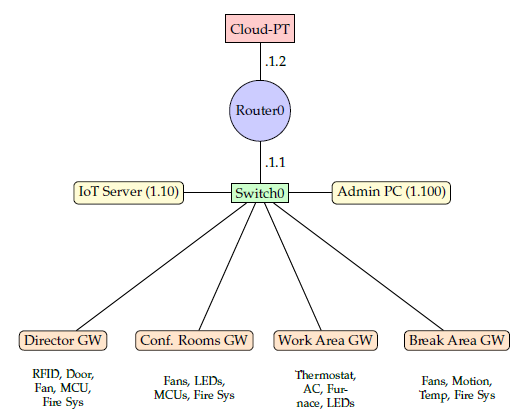 Cloud-PT
.1.2
Router0
.1.1
IoT Server (1.10)
Switch0
Admin PC (1.100)
Director GW
Conf. Rooms GW
Work Area GW
Break Area GW
RFID, Door,
Fan, MCU,
Fire Sys
Fans, LEDs,
MCUs, Fire Sys
Thermostat,
AC, Fur-
nace, LEDs
Fans, Motion,
Temp, Fire Sys